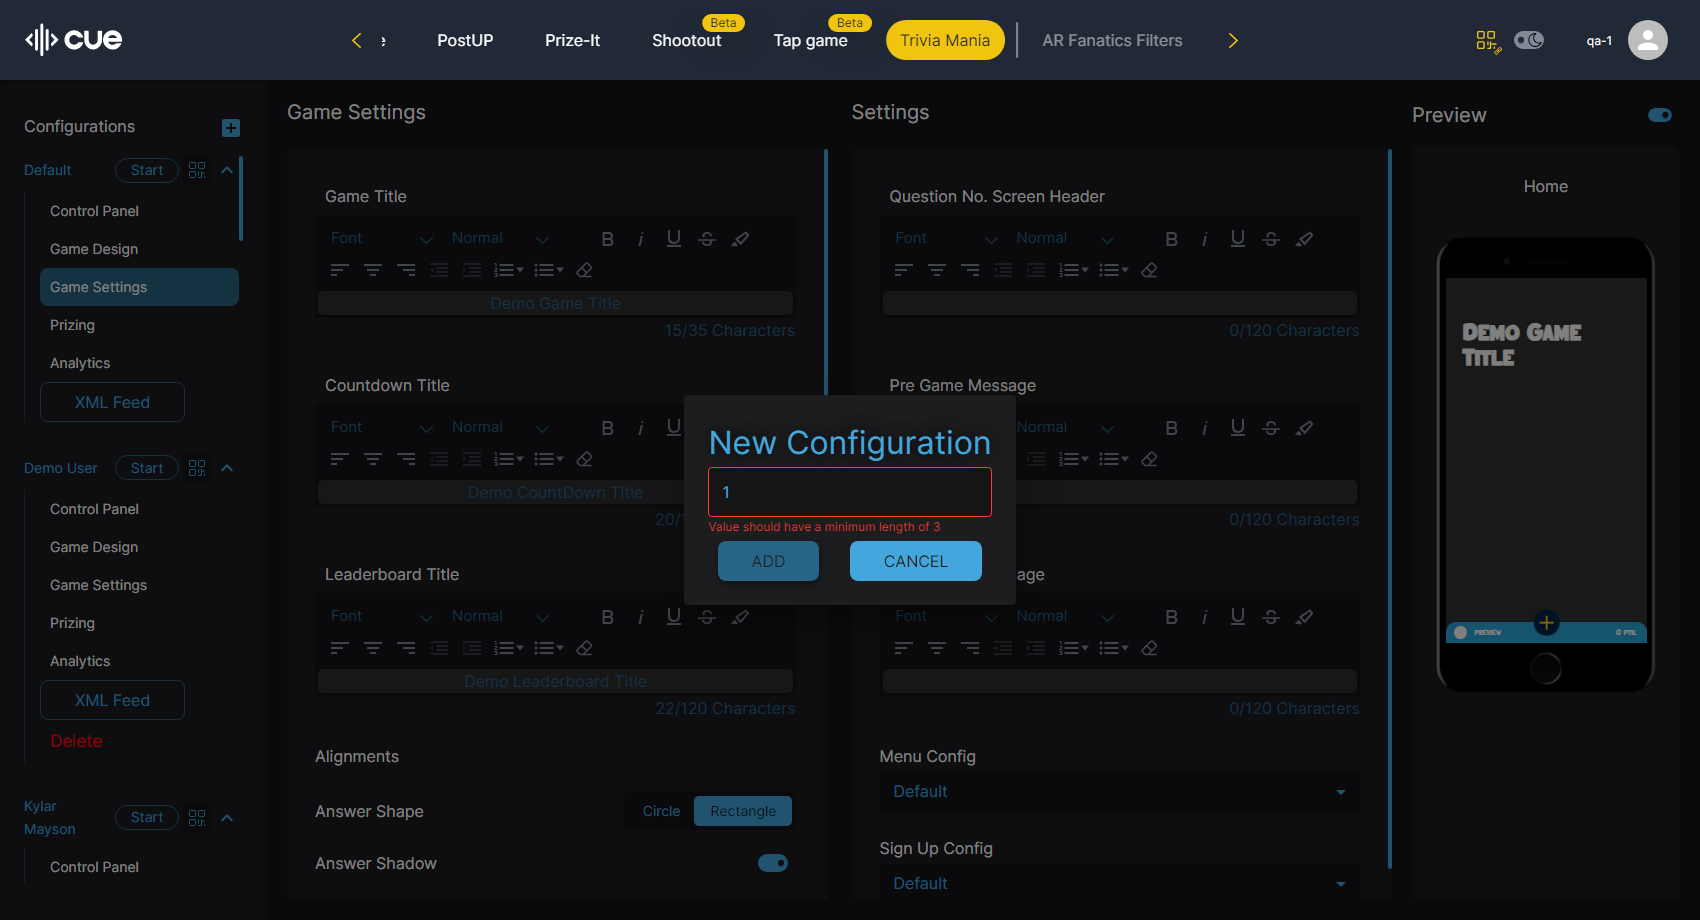 cue
e
PostUP
Prize-It
Beta
Shootout
Beta
Tap game
Trivia Mania
AR Fanatics Filters
qa-1
Configurations
Default
Start
Control Panel
Game Design
Game Settings
Prizing
Analytics
XML Feed
Demo User
Start
Control Panel
Game Design
Game Settings
Prizing
Analytics
XML Feed
Delete
Kylar
Mayson
Start
Control Panel
Game Settings
Game Title
Font Normal B i U S
Demo Game Title
15/35 Characters
Countdown Title
Font Normal B i U
Demo CountDown Title
20/
Leaderboard Title
Font Normal B i U S
Demo Leaderboard Title
22/120 Characters
Alignments
Answer Shape
Circle Rectangle
Answer Shadow
New Configuration
1
Value should have a minimum length of 3
ADD CANCEL
Settings
Question No. Screen Header
Font Normal B i U S
0/120 Characters
Pre Game Message
Normal B i U S
0/120 Characters
age
Font Normal B i U S
0/120 Characters
Menu Config
Default
Sign Up Config
Default
Preview
Home
Demo Game
Title
PREVIEW
0 PTS.